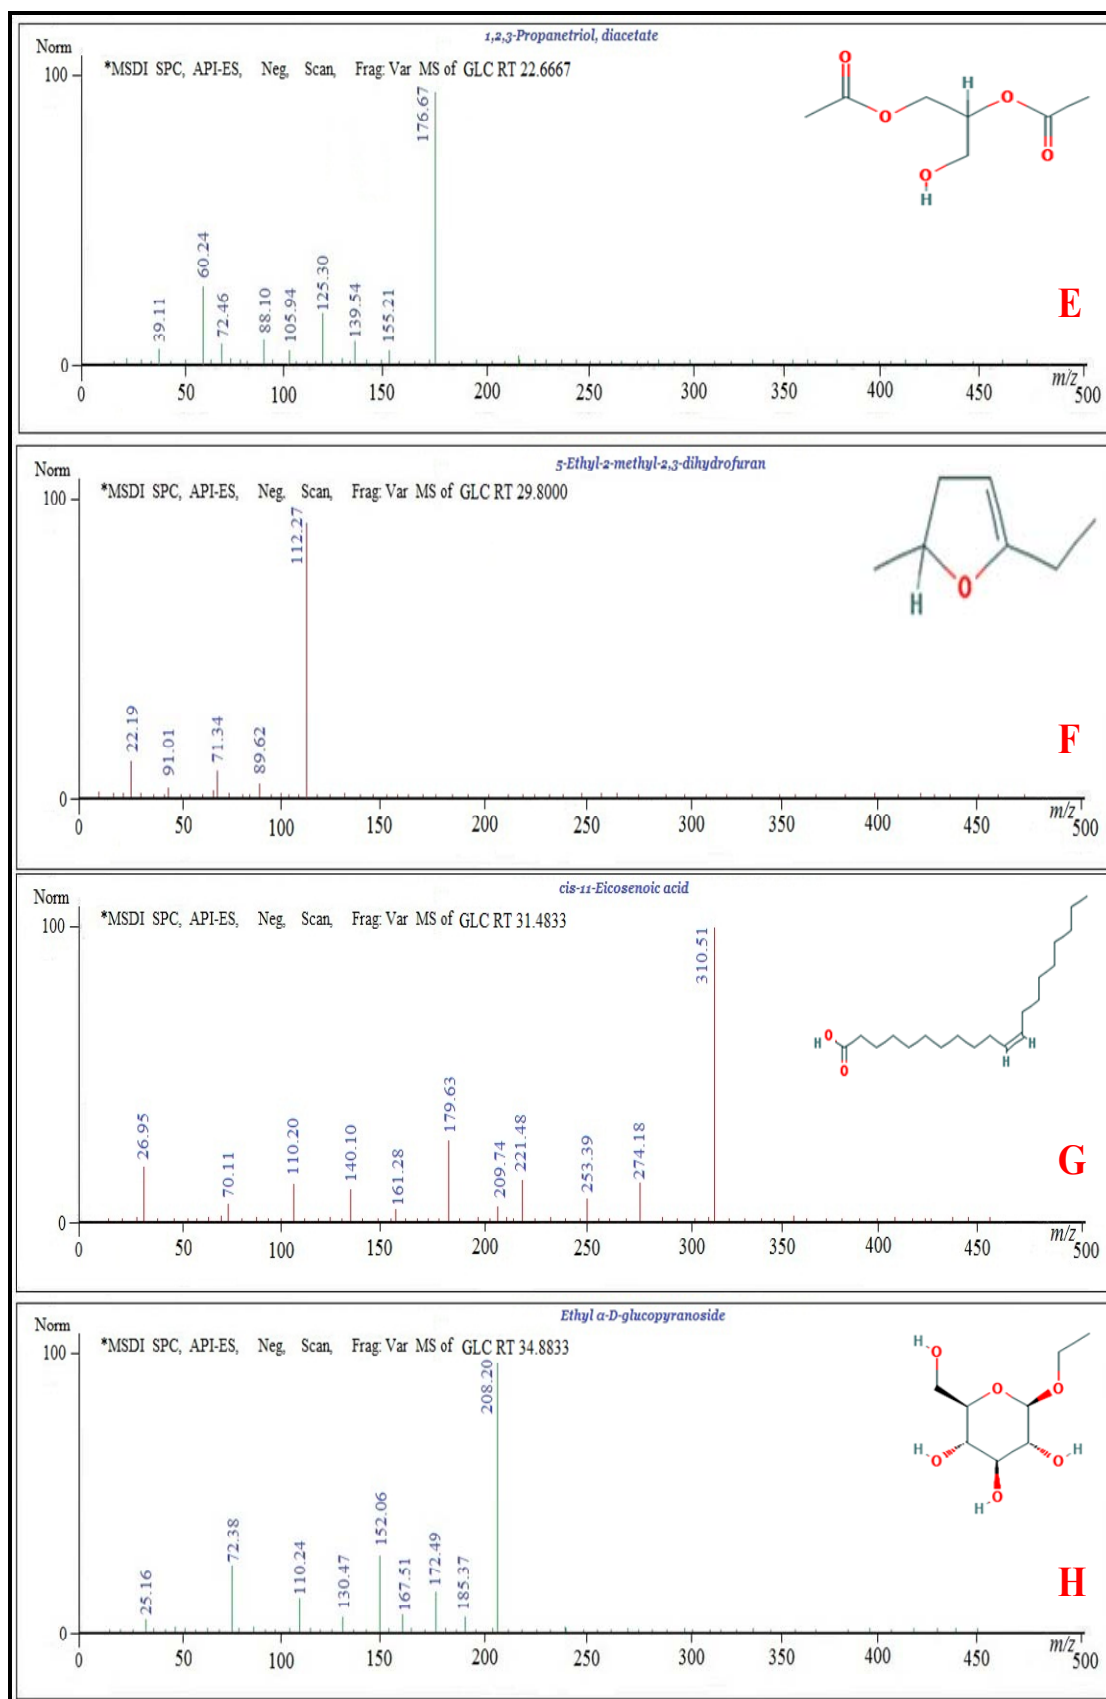 1,2,3-Propanetriol, diacetate
Norm
*MSDI SPC, API-ES, Neg, Scan, Frag: Var MS of GLC RT 22.6667
100
176.67
60.24
125.30
39.11
72.46
88.10
105.94
139.54
155.21
0
0 50 100 150 200 250 300 350 400 450 500
m/z
O
O
H
O
O
O
H
E
5-Ethyl-2-methyl-2,3-dihydrofuran
Norm
*MSDI SPC, API-ES, Neg, Scan, Frag: Var MS of GLC RT 29.8000
100
112.27
22.19
91.01
71.34
89.62
0
0 50 100 150 200 250 300 350 400 450 500
m/z
H
O
F
cis-11-Eicosenoic acid
Norm
*MSDI SPC, API-ES, Neg, Scan, Frag: Var MS of GLC RT 31.4833
100
310.51
26.95
70.11
110.20
140.10
161.28
179.63
209.74
221.48
253.39
274.18
0
0 50 100 150 200 250 300 350 400 450 500
m/z
H O
O
H
H
G
Ethyl α-D-glucopyranoside
Norm
*MSDI SPC, API-ES, Neg, Scan, Frag: Var MS of GLC RT 34.8833
100
208.20
25.16
72.38
110.24
130.47
152.06
167.51
172.49
185.37
0
0 50 100 150 200 250 300 350 400 450 500
m/z
H O
O
O
H O
O H
O
H
H